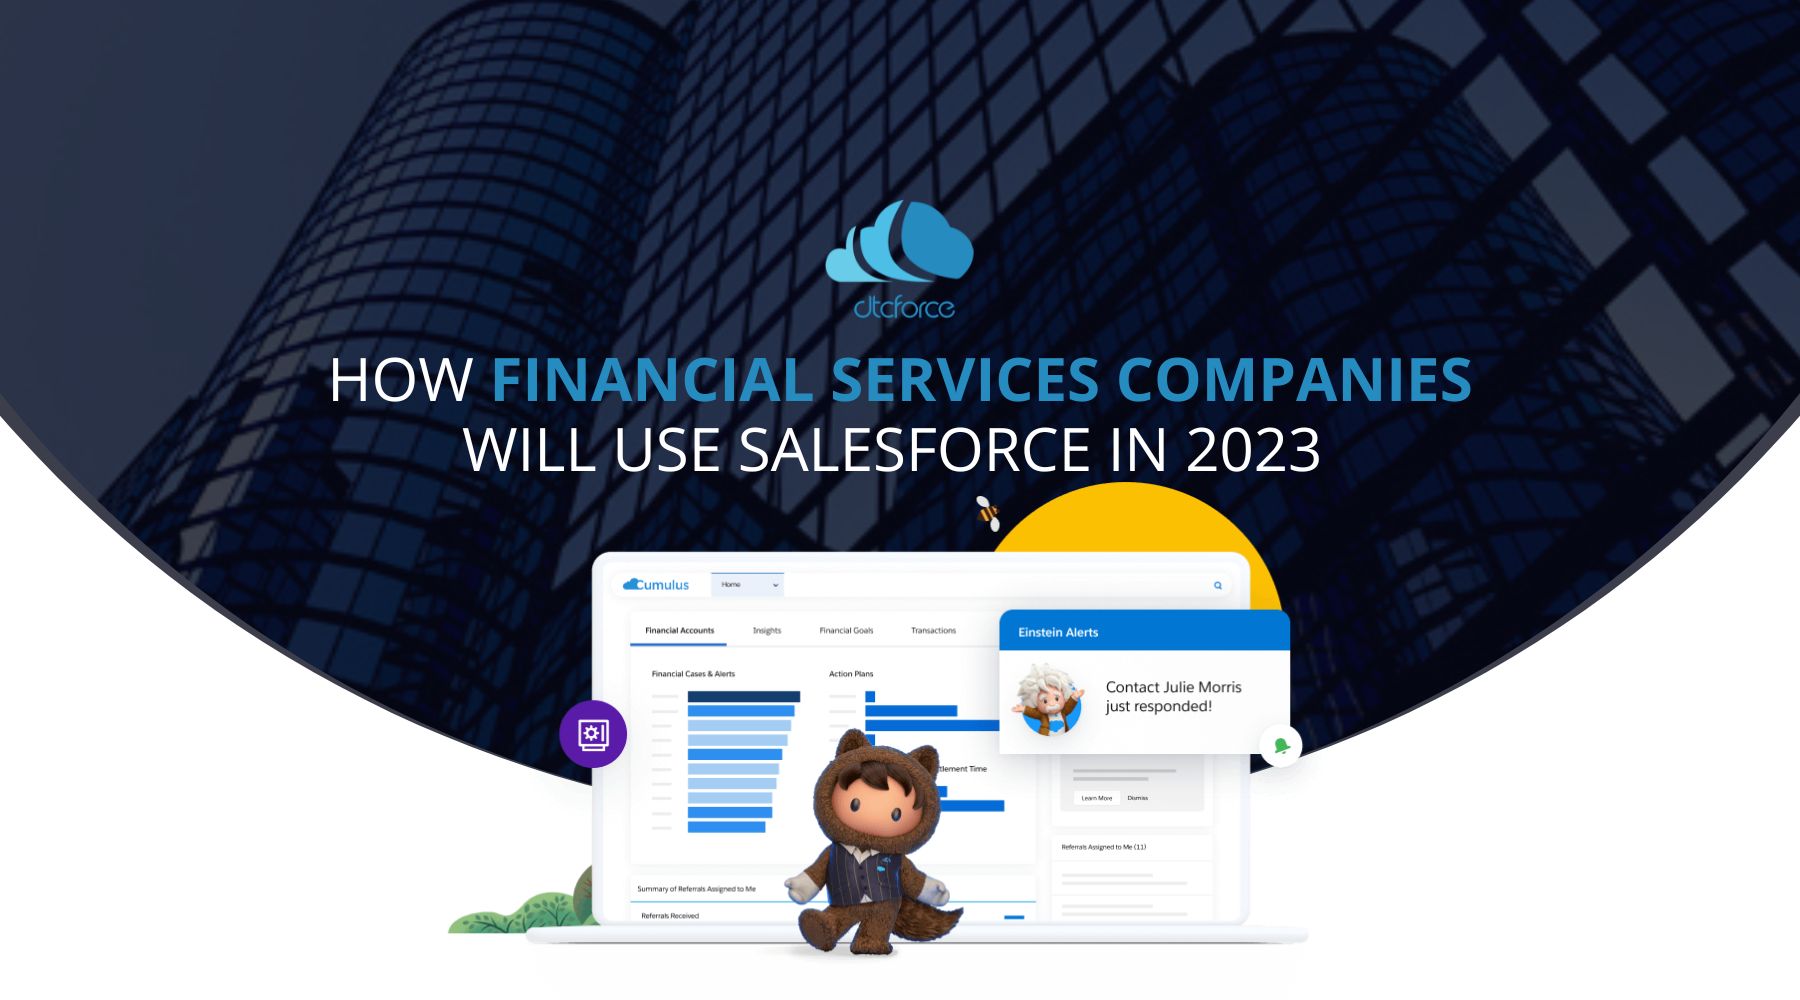 dtcforce
HOW FINANCIAL SERVICES COMPANIES
WILL USE SALESFORCE IN 2023
Cumulus
Home
Financial Accounts
Insights
Financial Goals
Transactions
Einstein Alerts
Contact Julie Morris
just responded!
Financial Cases & Alerts
Action Plans
tlement Time
Learn More
Dismiss
Referrals Assigned to Me (11)
Summary of Referrals Assigned to Me
Referrals Received